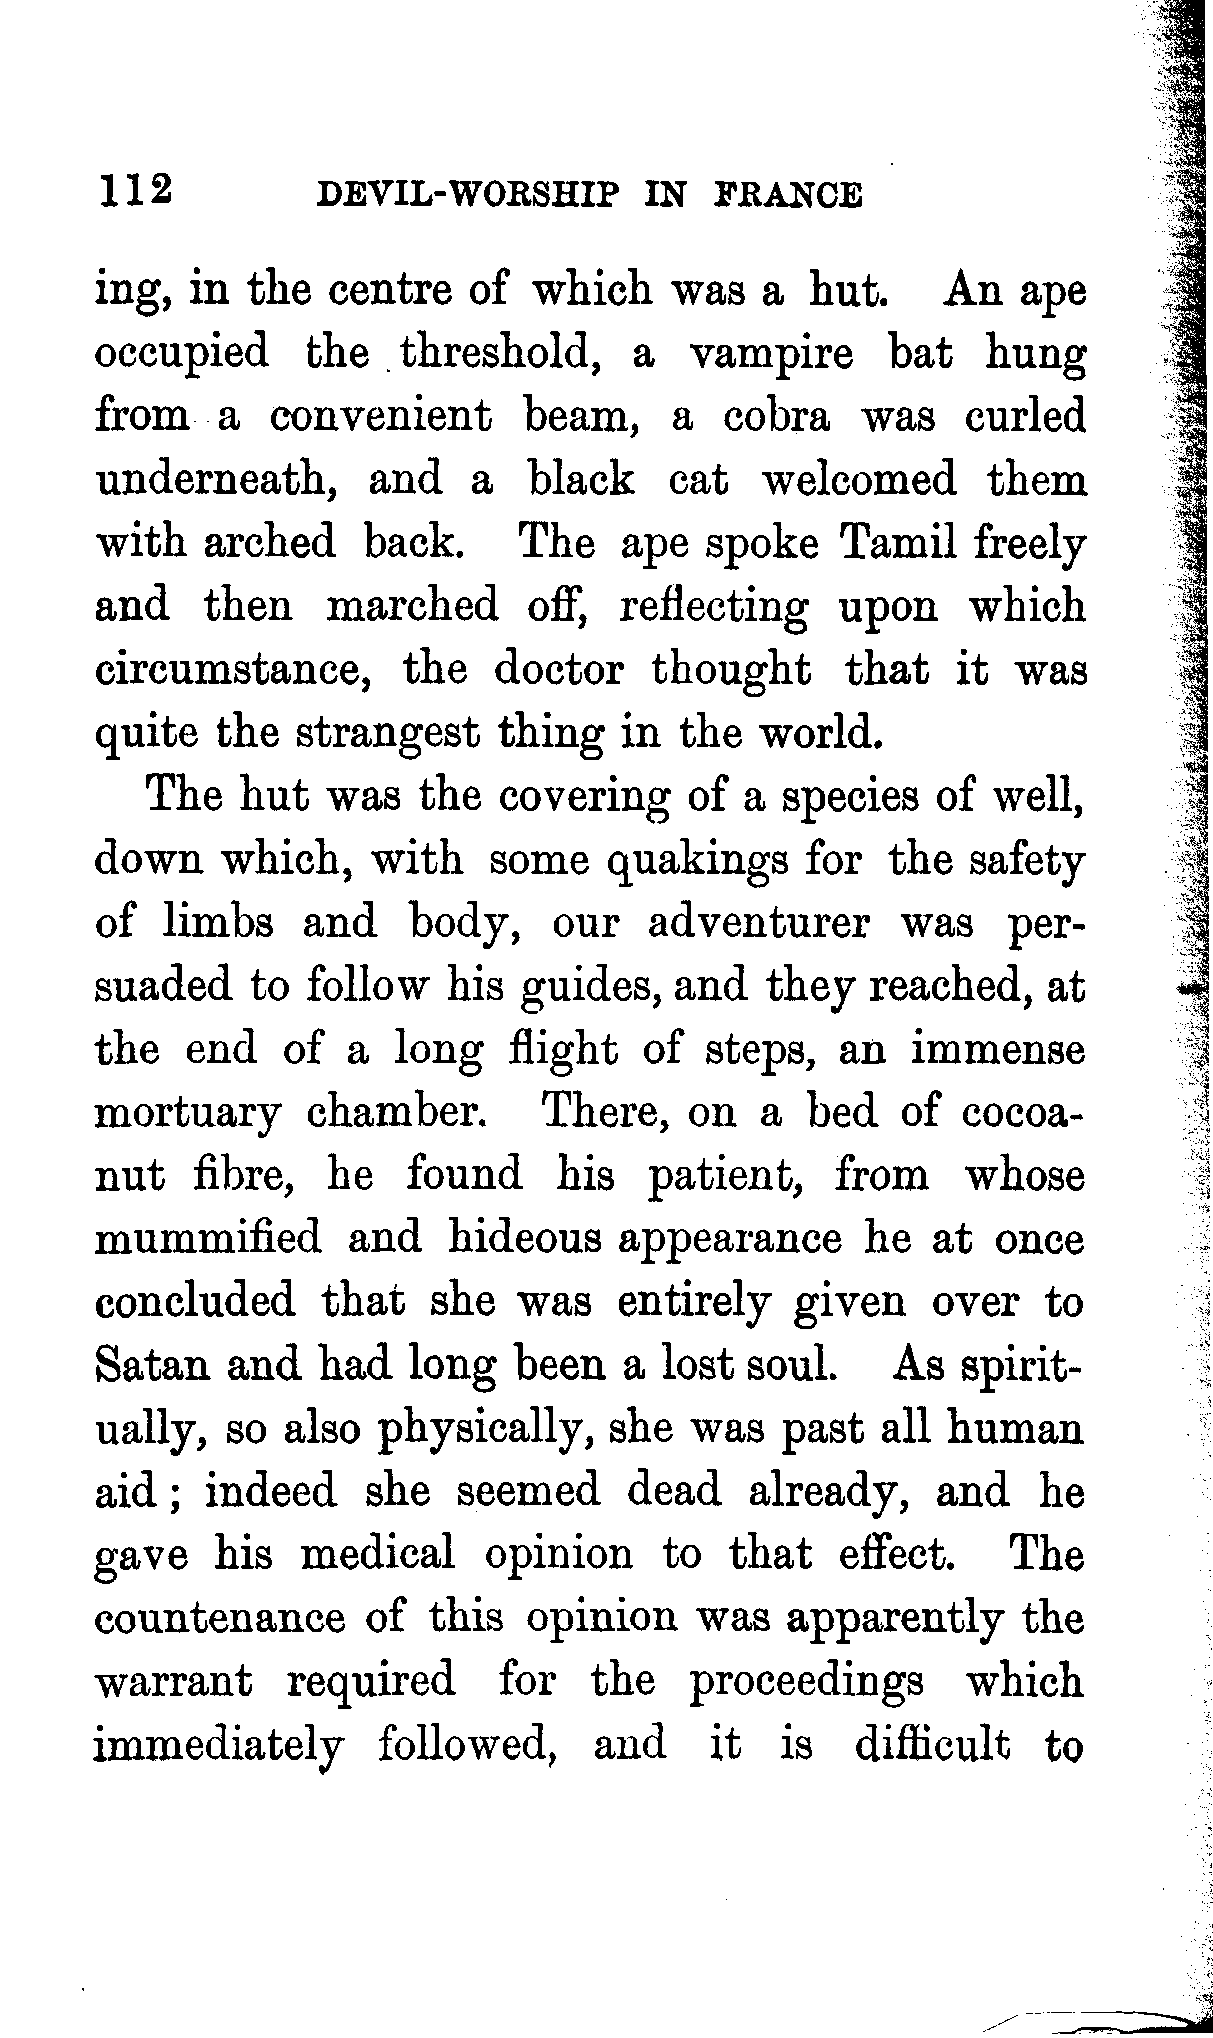 112 DEVIL-WORSHIP IN FRANCE
ing, in the centre of which was a hut. An ape
occupied the threshold, a vampire bat hung
from a convenient beam, a cobra was curled
underneath, and a black cat welcomed them
with arched back. The ape spoke Tamil freely
and then marched off, reflecting upon which
circumstance, the doctor thought that it was
quite the strangest thing in the world.
The hut was the covering of a species of well,
down which, with some quakings for the safety
of limbs and body, our adventurer was per-
suaded to follow his guides, and they reached, at
the end of a long flight of steps, an immense
mortuary chamber. There, on a bed of cocoa-
nut fibre, he found his patient, from whose
mummified and hideous appearance he at once
concluded that she was entirely given over to
Satan and had long been a lost soul. As spirit-
ually, so also physically, she was past all human
aid ; indeed she seemed dead already, and he
gave his medical opinion to that effect. The
countenance of this opinion was apparently the
warrant required for the proceedings which
immediately followed, and it is difficult to